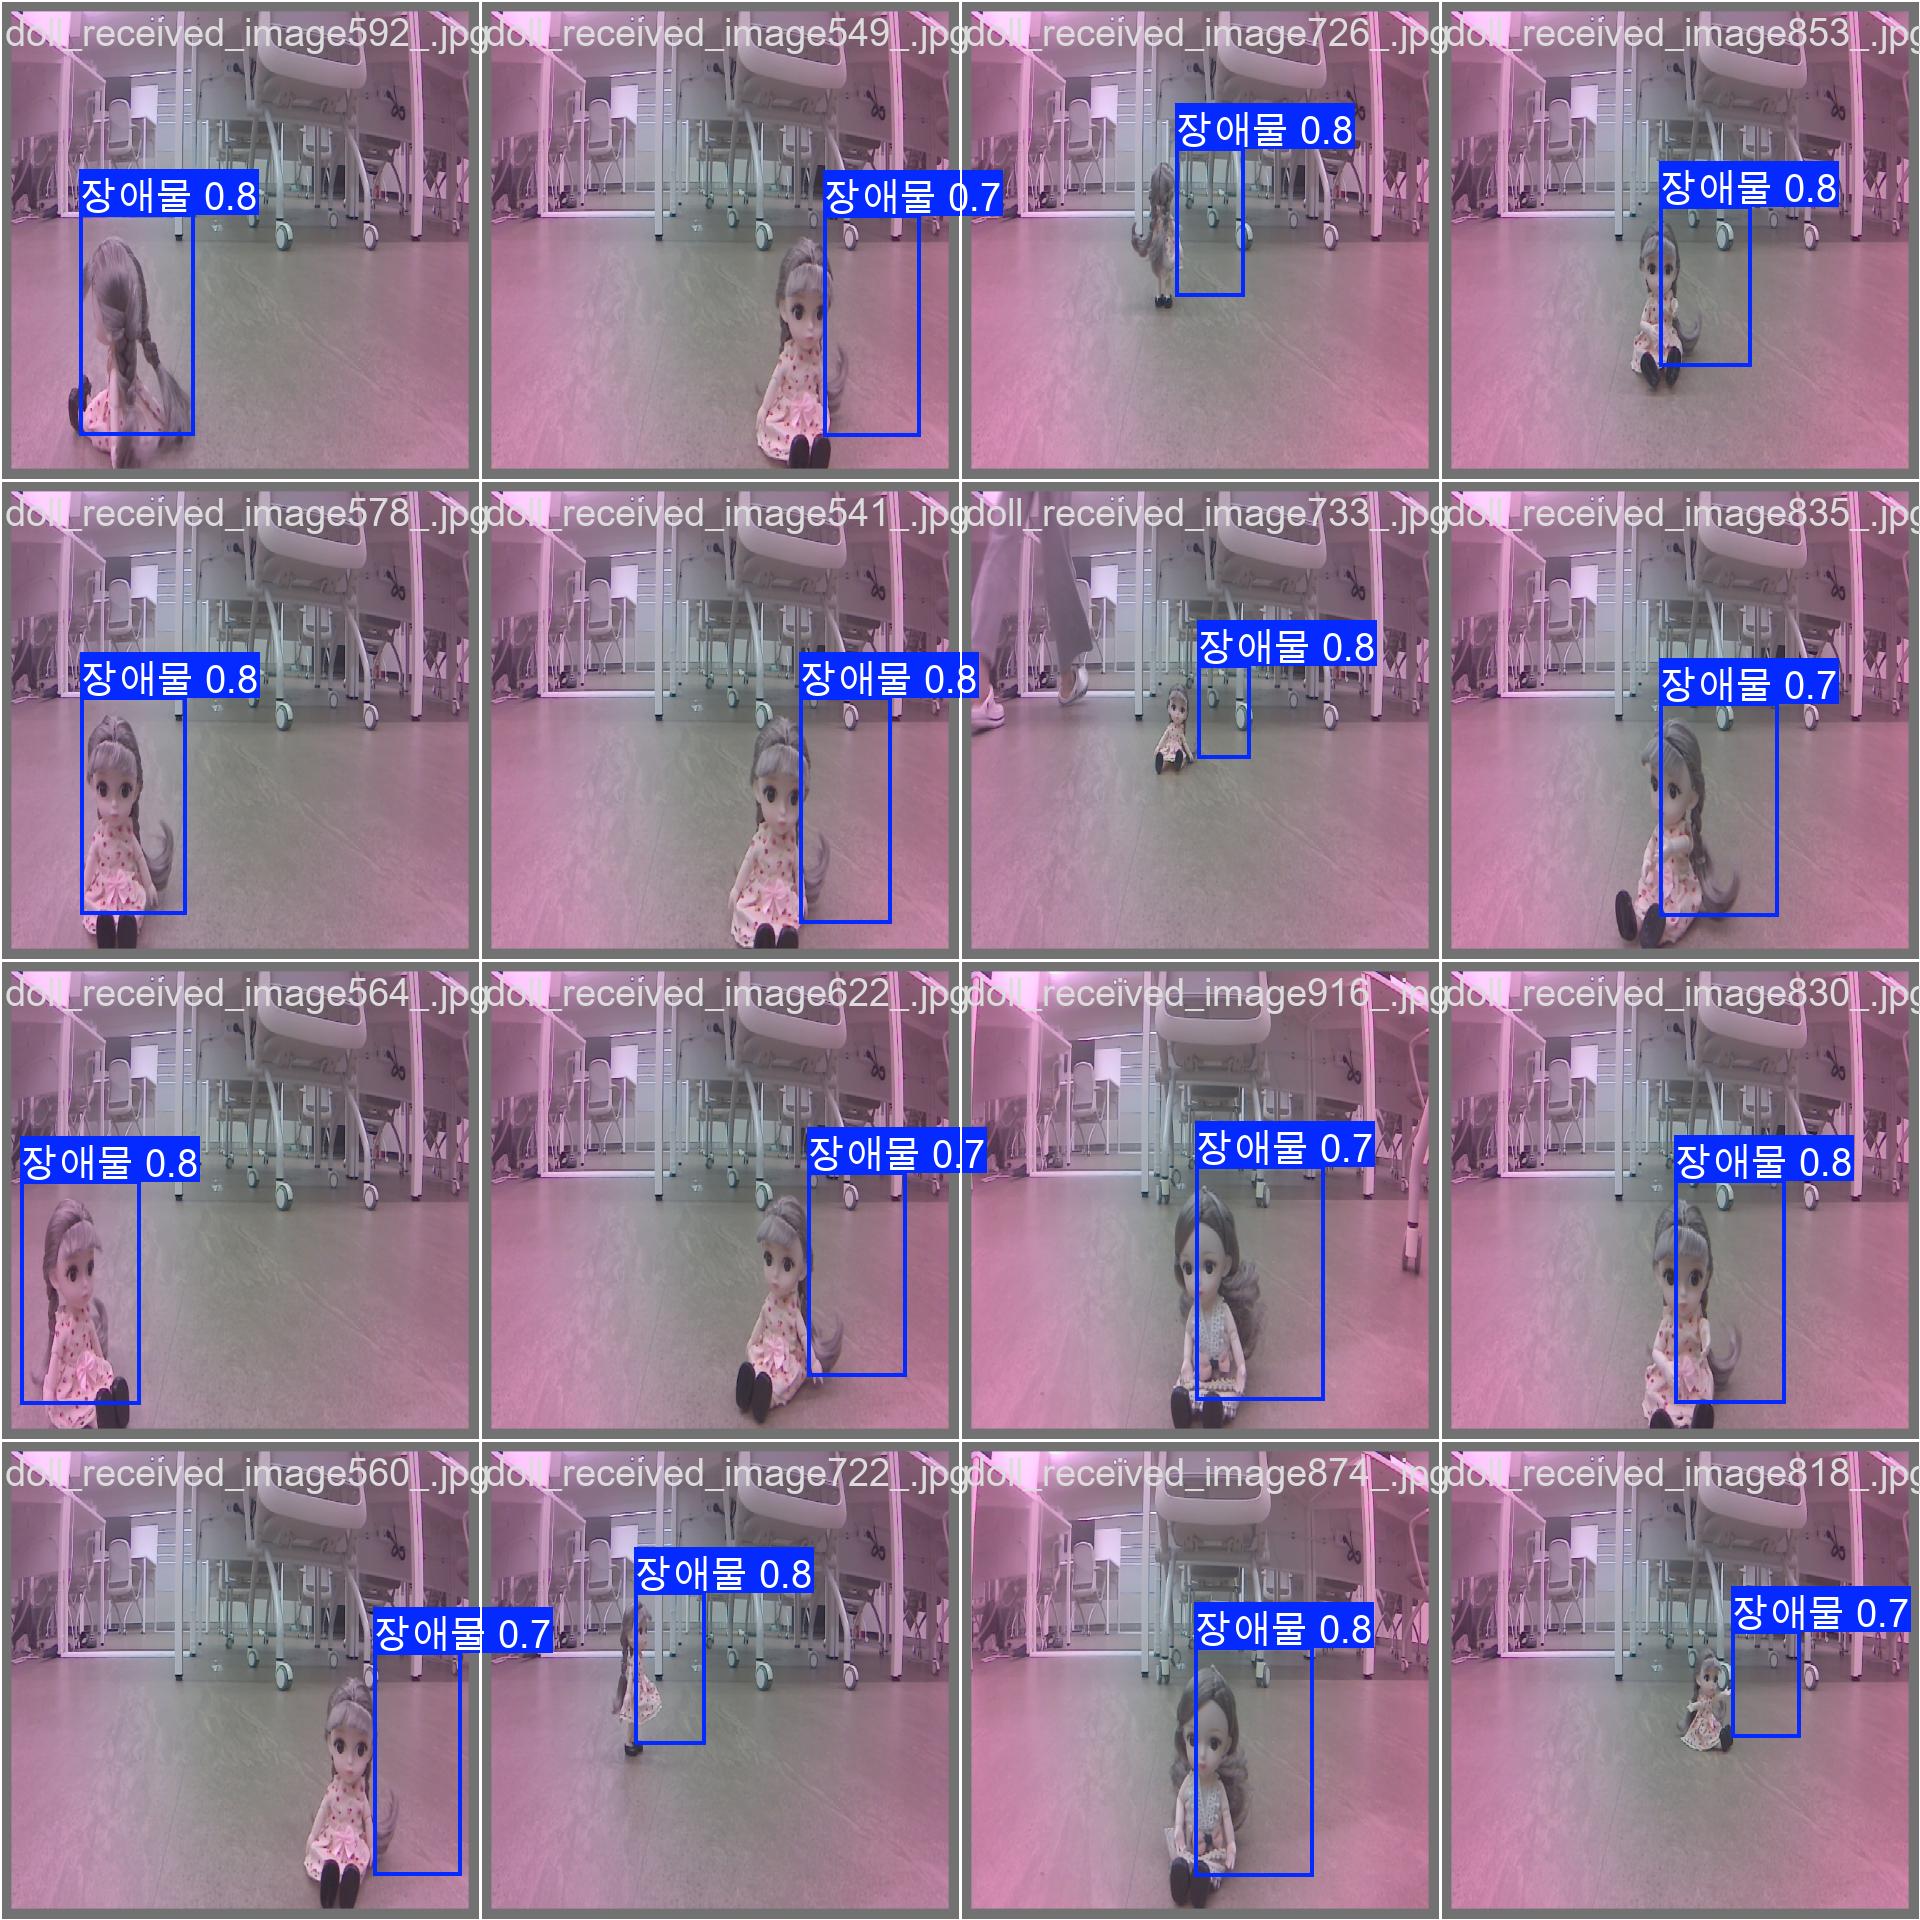 doll_received_image592_.jpg
doll_received_image549_.jpg
doll_received_image726_.jpg
doll_received_image853_.jpg
장애물 0.8
장애물 0.7
장애물 0.8
장애물 0.8
doll_received_image578_.jpg
doll_received_image541_.jpg
doll_received_image733_.jpg
doll_received_image835_.jpg
장애물 0.8
장애물 0.8
장애물 0.8
장애물 0.7
doll_received_image564_.jpg
doll_received_image622_.jpg
doll_received_image916_.jpg
doll_received_image830_.jpg
장애물 0.8
장애물 0.7
장애물 0.7
장애물 0.8
doll_received_image560_.jpg
doll_received_image722_.jpg
doll_received_image874_.jpg
doll_received_image818_.jpg
장애물 0.7
장애물 0.8
장애물 0.8
장애물 0.7